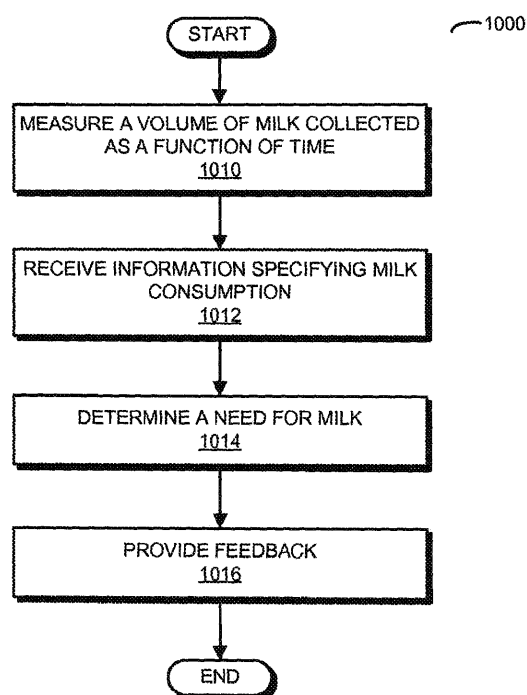 START
1000
MEASURE A VOLUME OF MILK COLLECTED
AS A FUNCTION OF TIME
1010
RECEIVE INFORMATION SPECIFYING MILK
CONSUMPTION
1012
DETERMINE A NEED FOR MILK
1014
PROVIDE FEEDBACK
1016
END